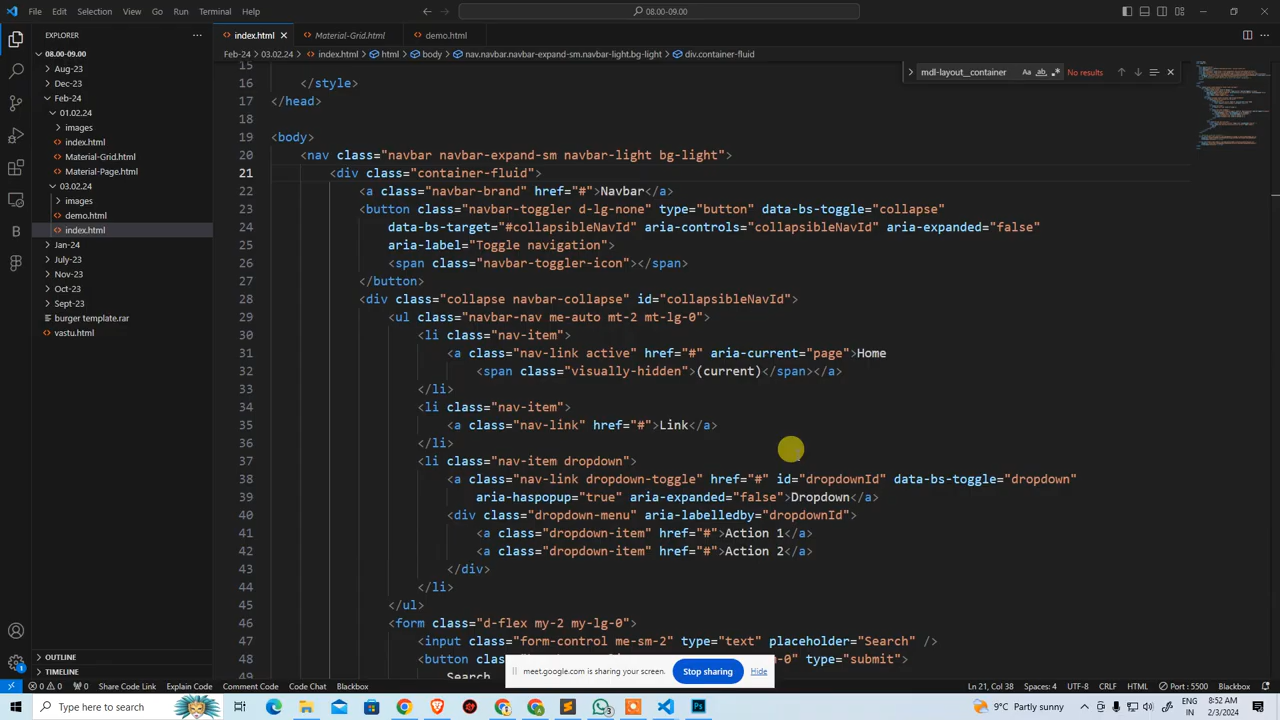 File Edit Selection View Go Run Terminal Help
08.00-09.00
EXPLORER
index.html
Material-Grid.html
demo.html
08.00-09.00
Feb-24 > 03.02.24 > index.html > html > body > nav.navbar.navbar-expand-sm.navbar-light.bg-light > div.container-fluid
Aug-23
Dec-23
Feb-24
01.02.24
images
index.html
Material-Grid.html
Material-Page.html
03.02.24
images
demo.html
index.html
Jan-24
July-23
Nov-23
Oct-23
Sept-23
burger template.rar
vastu.html
OUTLINE
TIMELINE
mdl-layout__container
Aa
ab
No results
15
16 </style>
17 </head>
18
19 <body>
20 <nav class="navbar navbar-expand-sm navbar-light bg-light">
21 <div class="container-fluid">
22 <a class="navbar-brand" href="#">Navbar</a>
23 <button class="navbar-toggler d-lg-none" type="button" data-bs-toggle="collapse"
24 data-bs-target="#collapsibleNavId" aria-controls="collapsibleNavId" aria-expanded="false"
25 aria-label="Toggle navigation">
26 <span class="navbar-toggler-icon"></span>
27 </button>
28 <div class="collapse navbar-collapse" id="collapsibleNavId">
29 <ul class="navbar-nav me-auto mt-2 mt-lg-0">
30 <li class="nav-item">
31 <a class="nav-link active" href="#" aria-current="page">Home
32 <span class="visually-hidden">(current)</span></a>
33 </li>
34 <li class="nav-item">
35 <a class="nav-link" href="#">Link</a>
36 </li>
37 <li class="nav-item dropdown">
38 <a class="nav-link dropdown-toggle" href="#" id="dropdownId" data-bs-toggle="dropdown"
39 aria-haspopup="true" aria-expanded="false">Dropdown</a>
40 <div class="dropdown-menu" aria-labelledby="dropdownId">
41 <a class="dropdown-item" href="#">Action 1</a>
42 <a class="dropdown-item" href="#">Action 2</a>
43 </div>
44 </li>
45 </ul>
46 <form class="d-flex my-2 my-lg-0">
47 <input class="form-control me-sm-2" type="text" placeholder="Search" />
48 <button class= -0" type="submit">
49 Search
meet.google.com is sharing your screen.
Stop sharing
Hide
0 0 0 Share Code Link Explain Code Comment Code Code Chat Blackbox
Ln 21, Col 38 Spaces: 4 UTF-8 CRLF HTML Port : 5500 Blackbox
Type here to search
3
9°C Partly sunny
ENG
IN
8:52 AM
2/3/2024